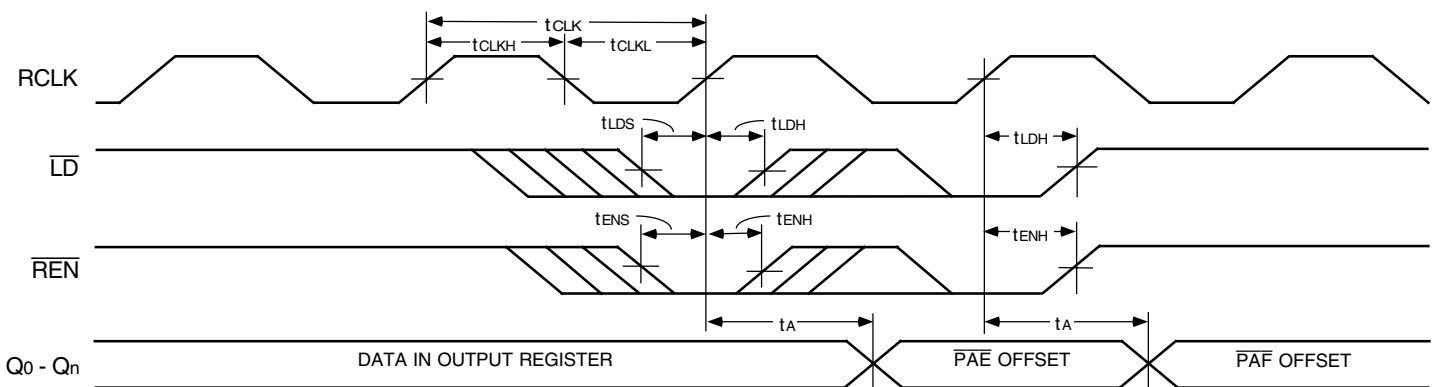 tCLK
tCLKH tCLKL
RCLK
tLDS tLDH tLDH
LD
tENS tENH tENH
REN
tA tA
Q0 - Qn DATA IN OUTPUT REGISTER PAE OFFSET PAF OFFSET